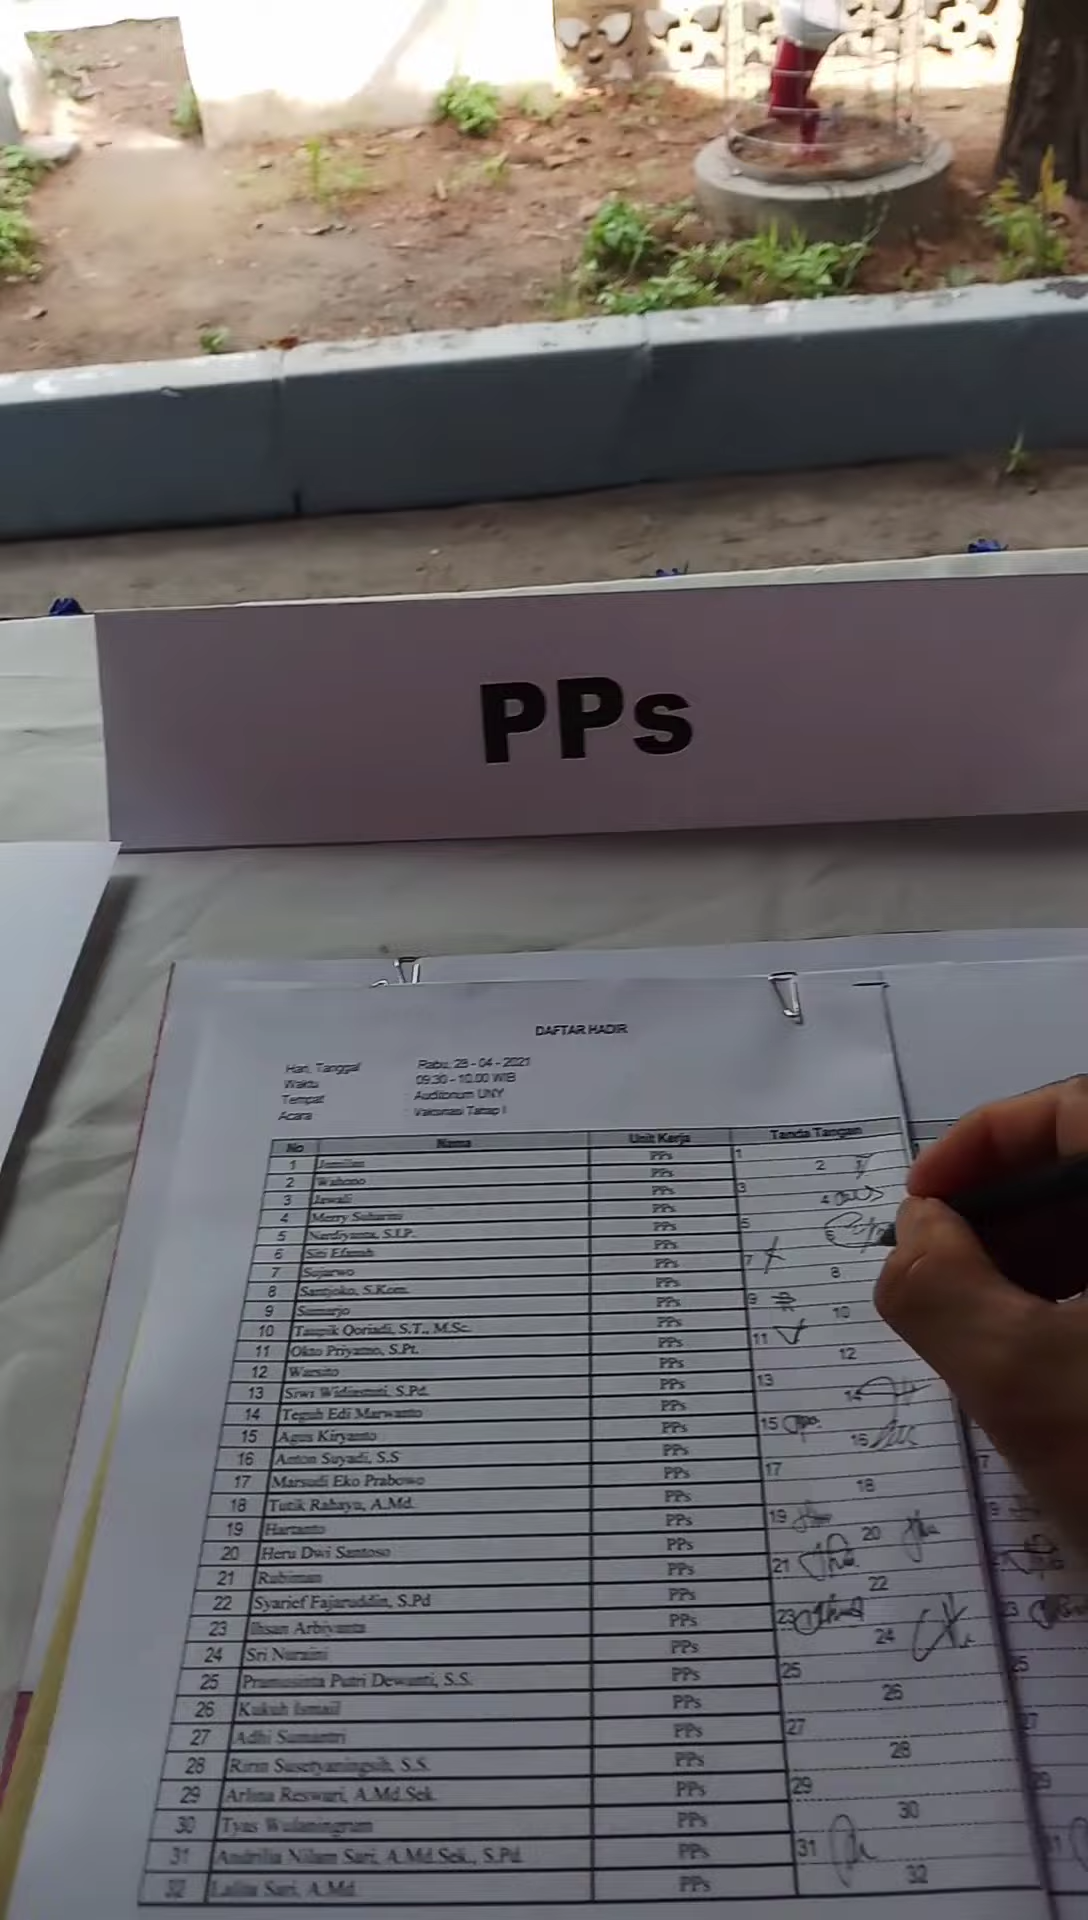 PPs
DAFTAR HADIR
Hari, Tanggal Rabu, 28 - 04 - 2021
Waktu 09.30 - 10.00 WIB
Tempat : Auditorium UNY
Acara : Vaksinasi Tahap I
No Nama Unit Kerja Tanda Tangan
1 PPs 1
2 Wahono PPs 2
3 Jawali PPs 3
4 Merry PPs 4
5 Nardiyanta, S.I.P. PPs 5
6 Siti PPs 6
7 Sujarwo PPs 7
8 Santjoko, S.Kom. PPs 8
9 Sumarjo PPs 9
10 Taupik Qoriadi, S.T., M.Sc. PPs 10
11 Okto Priyatno, S.Pt. PPs 11
12 Warsito PPs 12
13 Siwi Widiastuti, S.Pd. PPs 13
14 Teguh Edi Marwanto PPs 14
15 Agus Kiryanto PPs 15
16 Anton Suyadi, S.S PPs 16
17 Marsudi Eko Prabowo PPs 17
18 Tutik Rahayu, A.Md. PPs 18
19 Hartanto PPs 19
20 Heru Dwi Santoso PPs 20
21 Rubiman PPs 21
22 Syarief Fajaruddin, S.Pd PPs 22
23 Ihsan Arbiyanta PPs 23
24 Sri Nuraini PPs 24
25 Pramusinta Putri Dewanti, S.S. PPs 25
26 Kukuh Ismail PPs 26
27 Adhi Sumantri PPs 27
28 Ririn Susetyaningsih, S.S. PPs 28
29 Arlina Reswari, A.Md.Sek. PPs 29
30 Tyas Wulaningrum PPs 30
31 Andrilia Nilam Sari, A.Md.Sek., S.Pd. PPs 31
32 Sari, A.Md. PPs 32